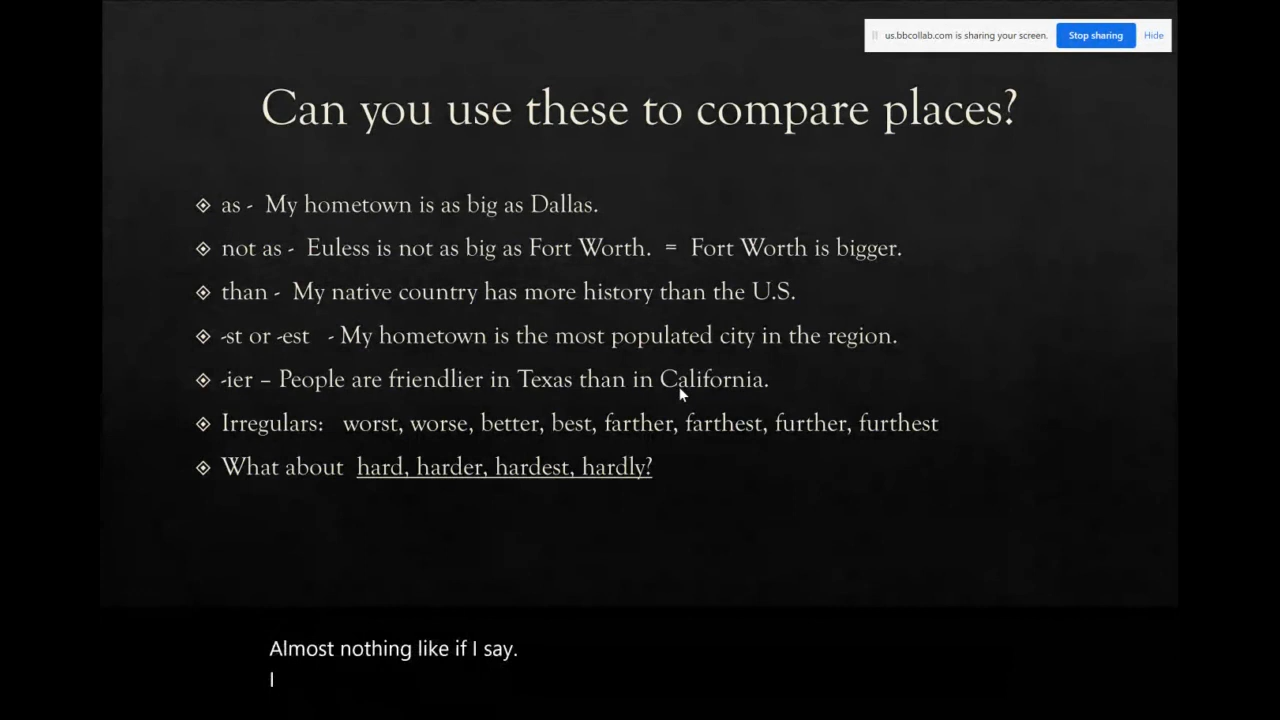 us.bbcollab.com is sharing your screen. Stop sharing Hide
Can you use these to compare places?
as - My hometown is as big as Dallas.
not as - Euless is not as big as Fort Worth. = Fort Worth is bigger.
than - My native country has more history than the U.S.
-st or -est - My hometown is the most populated city in the region.
-ier – People are friendlier in Texas than in California.
Irregulars: worst, worse, better, best, farther, farthest, further, furthest
What about hard, harder, hardest, hardly?
Almost nothing like if I say.
I